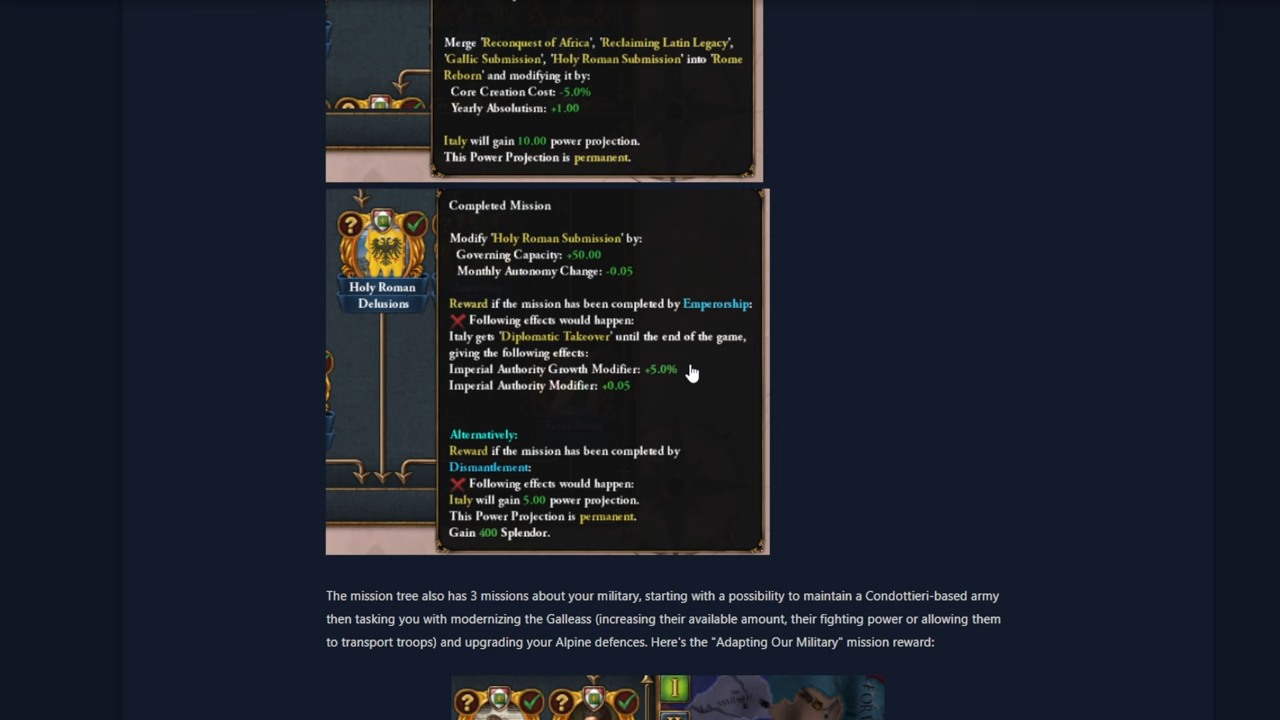 Merge 'Reconquest of Africa', 'Reclaiming Latin Legacy',
'Gallic Submission', 'Holy Roman Submission' into 'Rome
Reborn' and modifying it by:
Core Creation Cost: -5.0%
Yearly Absolutism: +1.00
Italy will gain 10.00 power projection.
This Power Projection is permanent.
Completed Mission
Modify 'Holy Roman Submission' by:
Governing Capacity: +50.00
Monthly Autonomy Change: -0.05
Holy Roman
Delusions
Reward if the mission has been completed by Emperorship:
Following effects would happen:
Italy gets 'Diplomatic Takeover' until the end of the game,
giving the following effects:
Imperial Authority Growth Modifier: +5.0%
Imperial Authority Modifier: +0.05
Alternatively:
Reward if the mission has been completed by
Dismantlement:
Following effects would happen:
Italy will gain 5.00 power projection.
This Power Projection is permanent.
Gain 400 Splendor.
The mission tree also has 3 missions about your military, starting with a possibility to maintain a Condottieri-based army
then tasking you with modernizing the Galleass (increasing their available amount, their fighting power or allowing them
to transport troops) and upgrading your Alpine defences. Here's the "Adapting Our Military" mission reward:
I